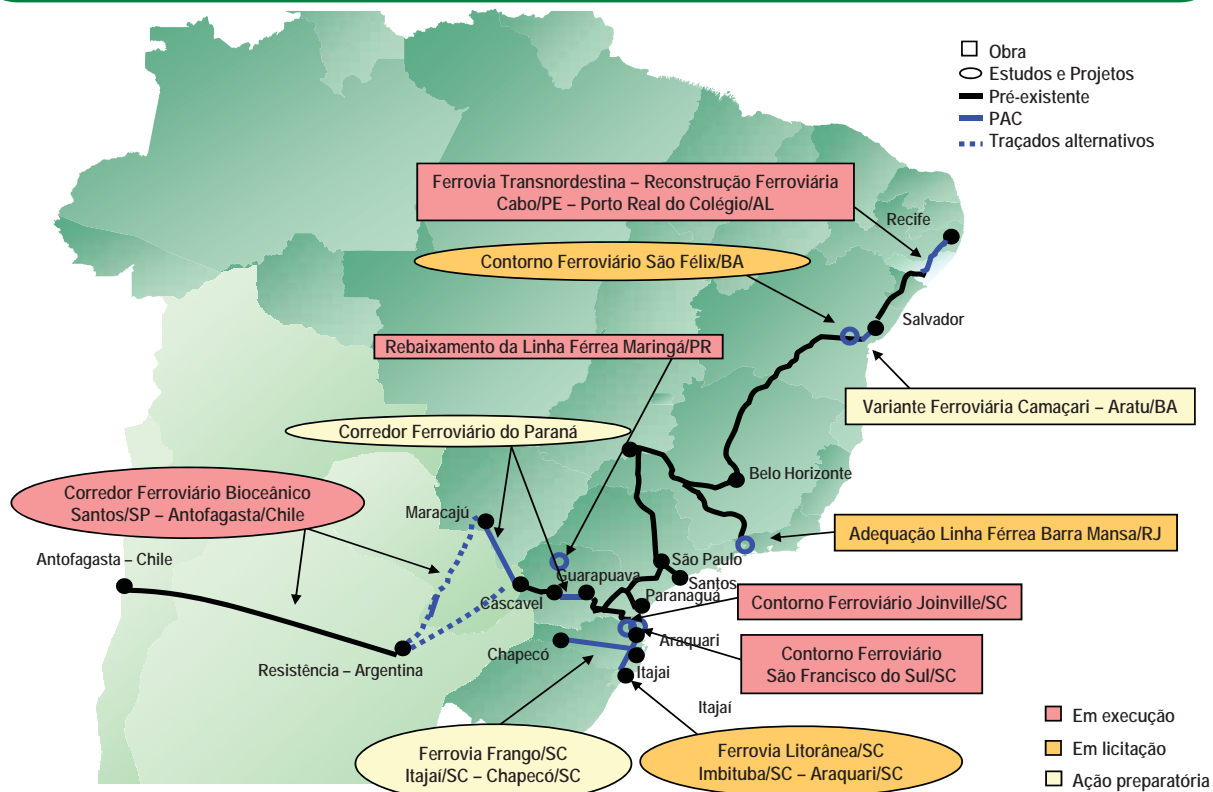 Obra
Estudos e Projetos
Pré-existente
PAC
Traçados alternativos
Ferrovia Transnordestina – Reconstrução Ferroviária
Cabo/PE – Porto Real do Colégio/AL
Recife
Contorno Ferroviário São Félix/BA
Salvador
Rebaixamento da Linha Férrea Maringá/PR
Variante Ferroviária Camaçari – Aratu/BA
Corredor Ferroviário do Paraná
Belo Horizonte
Corredor Ferroviário Bioceânico
Santos/SP – Antofagasta/Chile
Maracajú
Adequação Linha Férrea Barra Mansa/RJ
Antofagasta – Chile
São Paulo
Guarapuava
Santos
Cascavel
Paranaguá
Contorno Ferroviário Joinville/SC
Araquari
Chapecó
Resistência – Argentina
Itajai
Contorno Ferroviário
São Francisco do Sul/SC
Itajaí
Ferrovia Frango/SC
Itajaí/SC – Chapecó/SC
Ferrovia Litorânea/SC
Imbituba/SC – Araquari/SC
Em execução
Em licitação
Ação preparatória